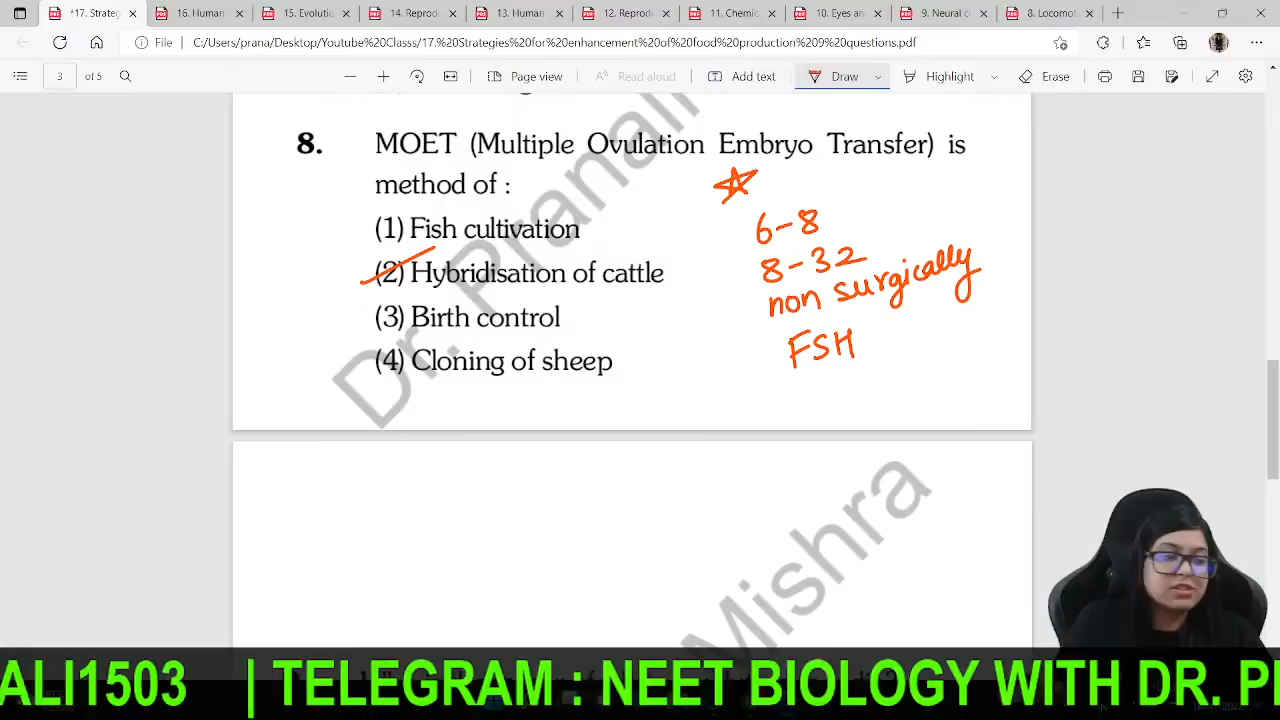 *17. Strateg
16. Human
15. Evolutio
14. Reprod
13. Human
12. Reprodu
11. Chemic
10. Eyes
9. Neural co
8. Locomot
File C:/Users/prana/Desktop/Youtube%20Classs/17.%20Strategies%20for%20enhancement%20of%20food%20production%209%20questions.pdf
3 of 5 Page view Read aloud Add text Draw Highlight Erase
8. MOET (Multiple Ovulation Embryo Transfer) is
method of :
(1) Fish cultivation
(2) Hybridisation of cattle
(3) Birth control
(4) Cloning of sheep
6-8
8-32
non surgically
FSH
Dr. Pranali
Mishra
ALI1503 | TELEGRAM : NEET BIOLOGY WITH DR. P